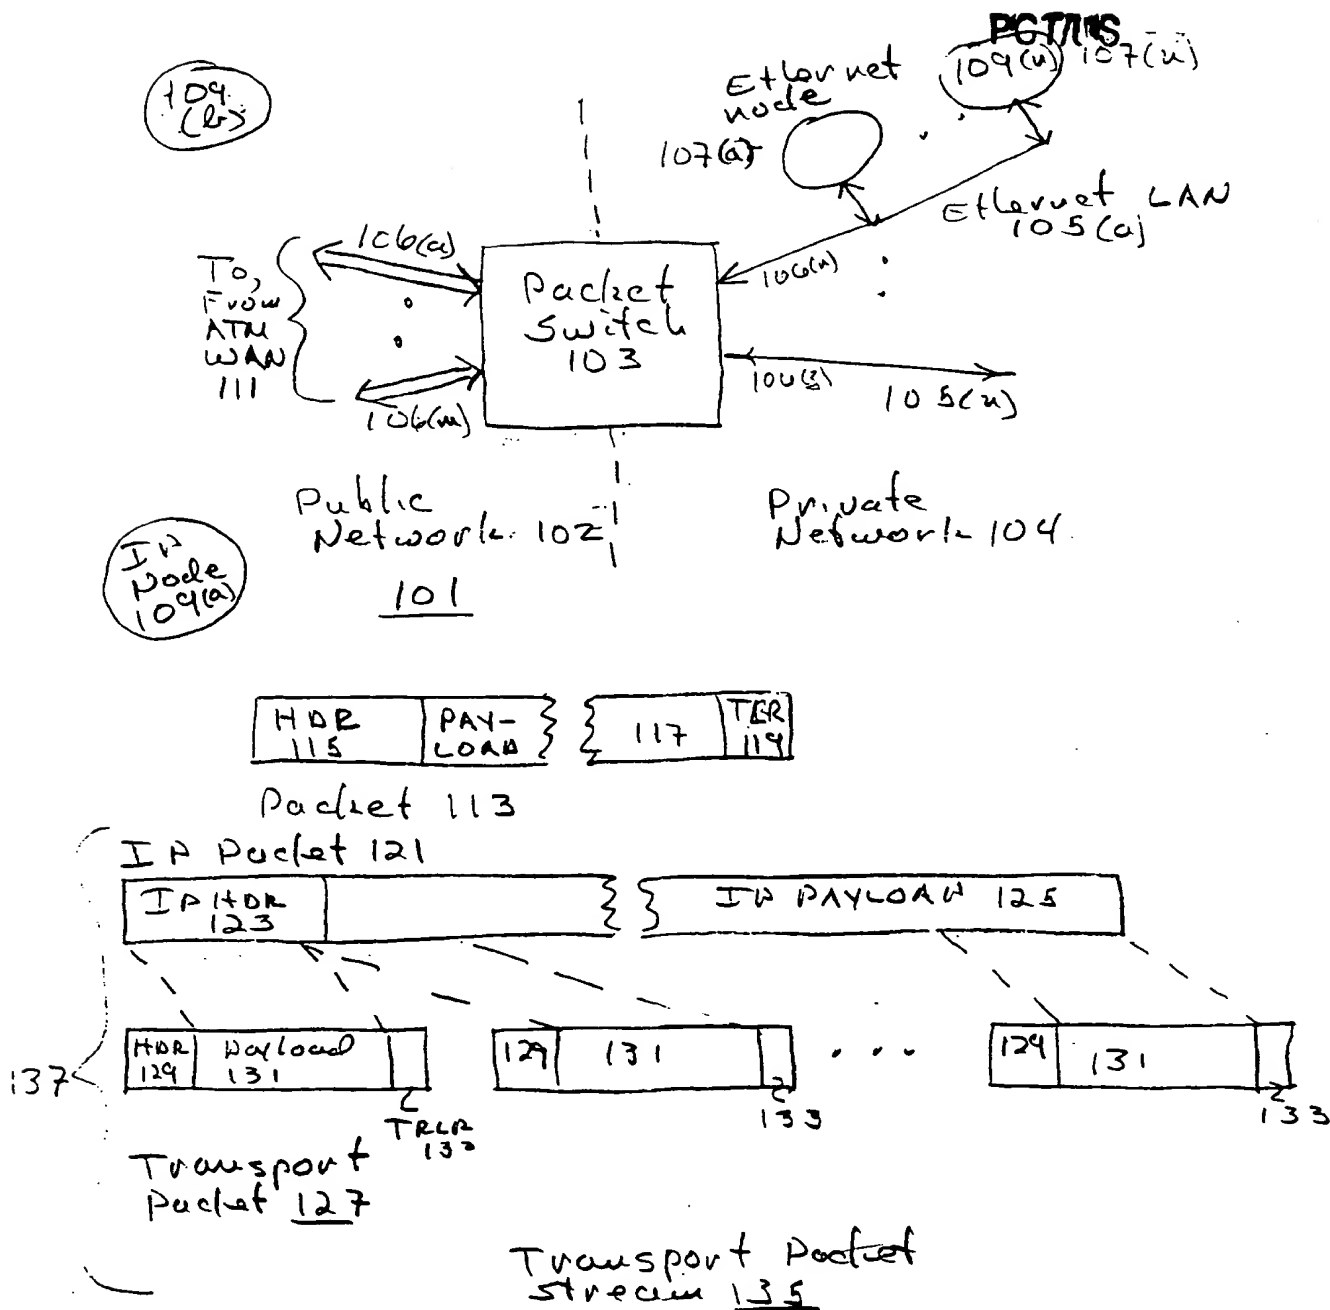 PCT/US
109
(b)
Ethernet
node
107(a)
109(n) 107(n)
Ethernet LAN
105(a)
106(a)
To,
From
ATM
WAN
111
Packet
Switch
103
106(n)
105(n)
106(m)
Public
Network 102
Private
Network 104
IP
Node
109(a)
101
HDR
115
PAY-
LOAD
117
TLR
119
Packet 113
IP Packet 121
IP HDR
123
IP PAYLOAD 125
HDR
129
Payload
131
129
131
129
131
137
TRLR
133
133
133
Transport
Packet 127
Transport Packet
Stream 135